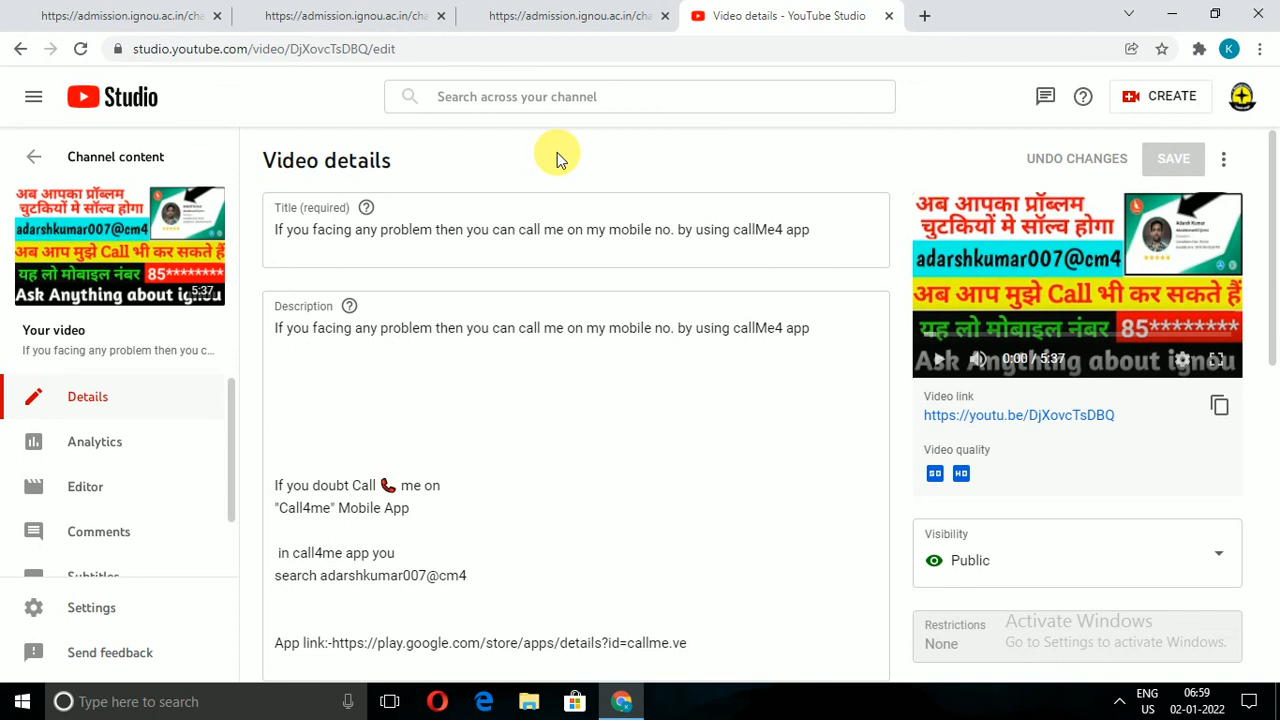 https://admission.ignou.ac.in/cha
https://admission.ignou.ac.in/cha
https://admission.ignou.ac.in/cha
Video details - YouTube Studio
studio.youtube.com/video/DjXovcTsDBQ/edit
K
Studio
Search across your channel
CREATE
Channel content
Video details
UNDO CHANGES
SAVE
अब आपका प्रॉब्लम
चुटकियों मे सॉल्व होगा
adarshkumar007@cm4
अब आप मुझे Call भी कर सकते हैं
यह लो मोबाइल नंबर 85********
Ask Anything about ignou
5:37
Title (required)
If you facing any problem then you can call me on my mobile no. by using callMe4 app
अब आपका प्रॉब्लम
चुटकियों मे सॉल्व होगा
adarshkumar007@cm4
अब आप मुझे Call भी कर सकते हैं
यह लो मोबाइल नंबर 85********
Ask Anything about ignou
0:00 / 5:37
Description
If you facing any problem then you can call me on my mobile no. by using callMe4 app
Your video
If you facing any problem then you c...
Details
Analytics
Editor
Comments
Subtitles
Settings
Send feedback
If you doubt Call 📞 me on
"Call4me" Mobile App
in call4me app you
search adarshkumar007@cm4
App link:-https://play.google.com/store/apps/details?id=callme.ve
Video link
https://youtu.be/DjXovcTsDBQ
Video quality
SD HD
Visibility
Public
Restrictions
None
Activate Windows
Go to Settings to activate Windows.
Type here to search
ENG
US
06:59
02-01-2022